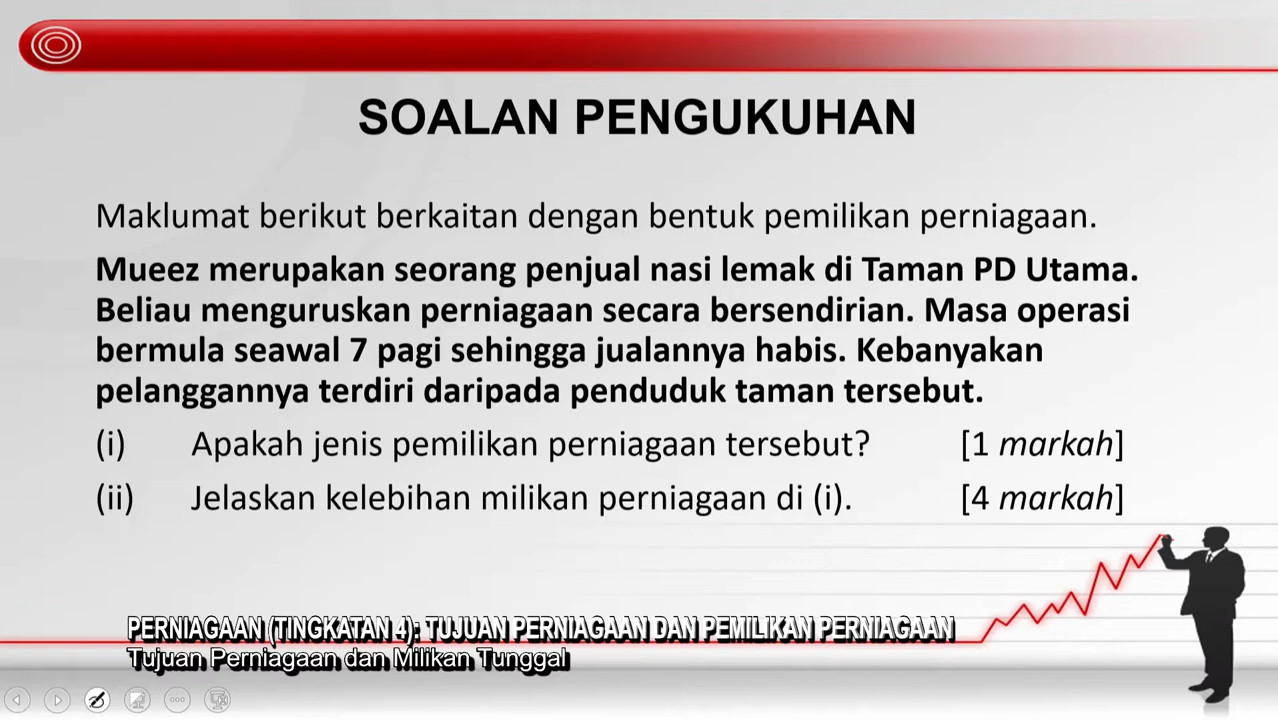 SOALAN PENGUKUHAN
Maklumat berikut berkaitan dengan bentuk pemilikan perniagaan.
Mueez merupakan seorang penjual nasi lemak di Taman PD Utama.
Beliau menguruskan perniagaan secara bersendirian. Masa operasi
bermula seawal 7 pagi sehingga jualannya habis. Kebanyakan
pelanggannya terdiri daripada penduduk taman tersebut.
(i) Apakah jenis pemilikan perniagaan tersebut? [1 markah]
(ii) Jelaskan kelebihan milikan perniagaan di (i). [4 markah]
PERNIAGAAN (TINGKATAN 4): TUJUAN PERNIAGAAN DAN PEMILIKAN PERNIAGAAN
Tujuan Perniagaan dan Milikan Tunggal